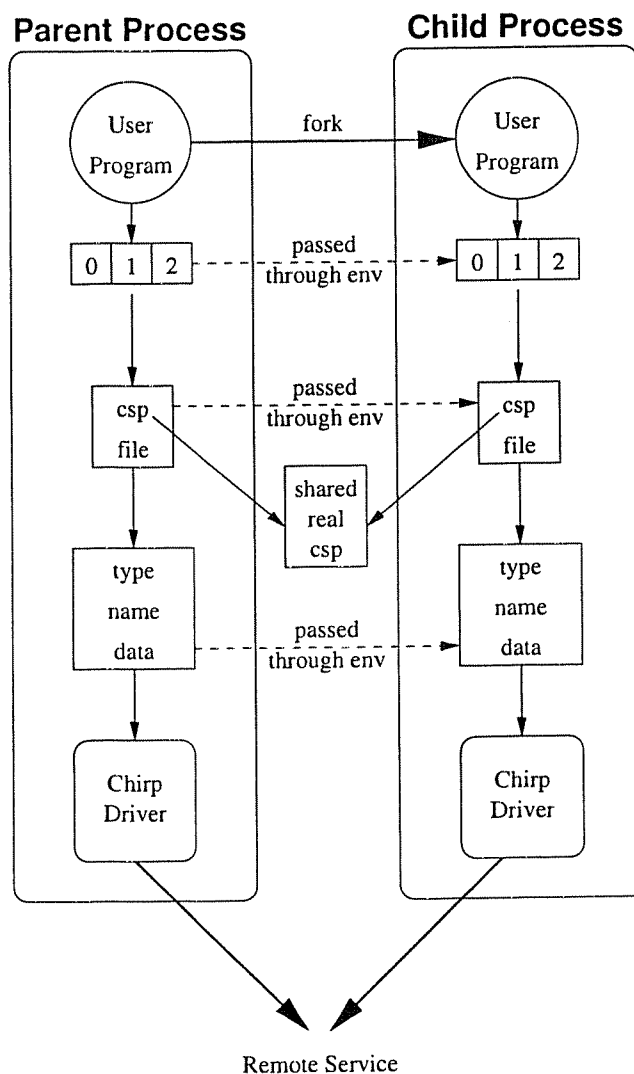 Parent Process
Child Process
User
Program
fork
User
Program
0 1 2
passed
through env
0 1 2
csp
file
passed
through env
csp
file
shared
real
csp
type
name
data
passed
through env
type
name
data
Chirp
Driver
Chirp
Driver
Remote Service